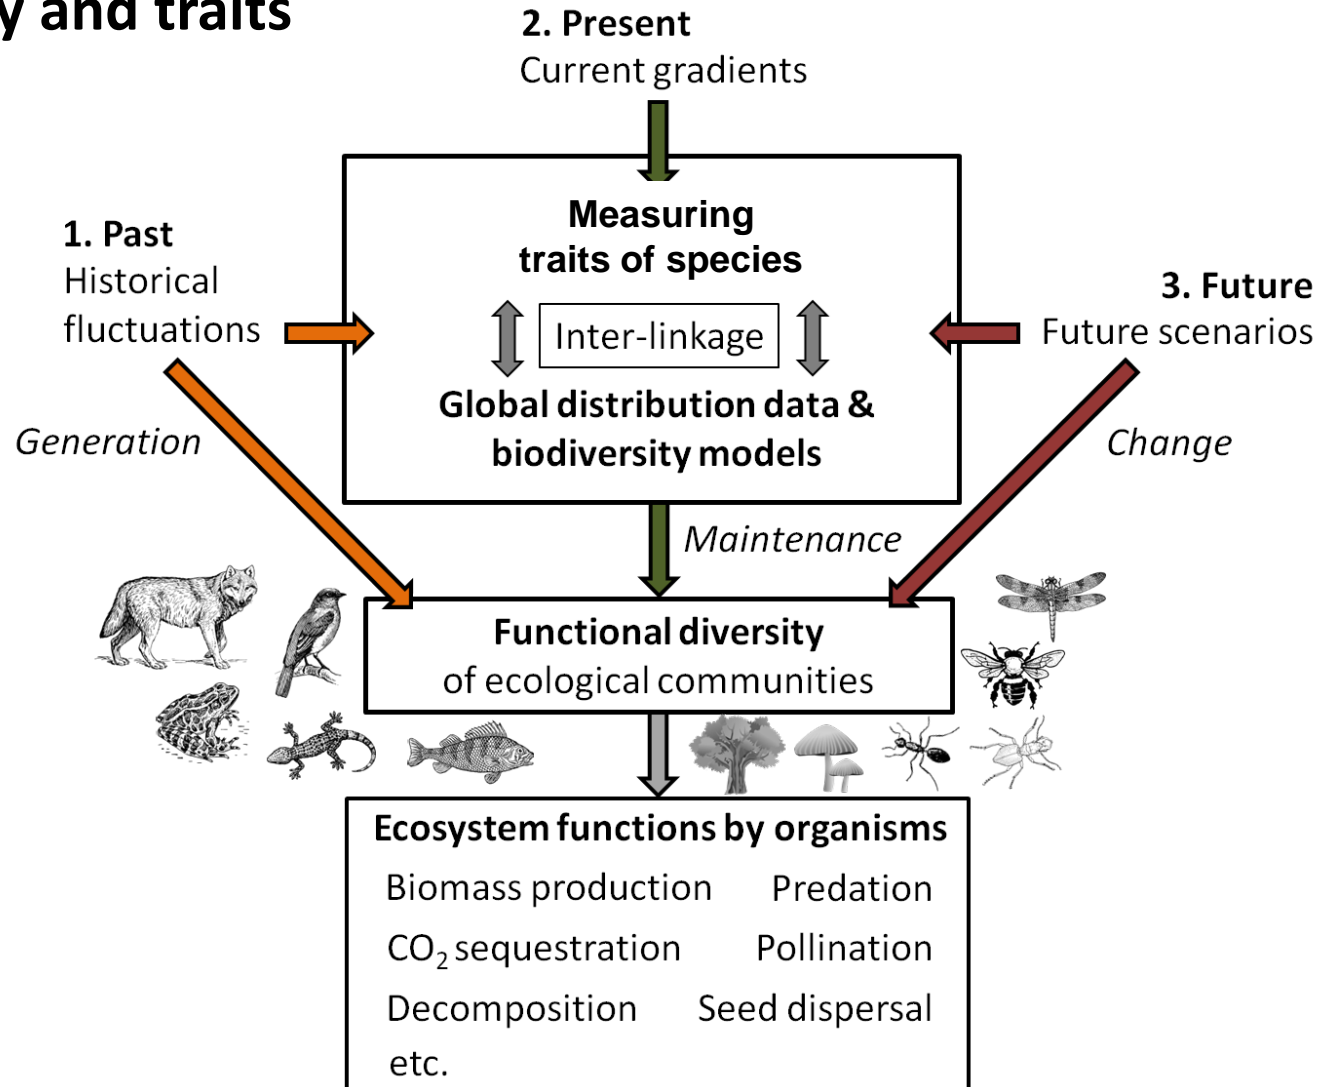 y and traits
2. Present
Current gradients
1. Past
Historical
fluctuations
Measuring
traits of species
Inter-linkage
Global distribution data &
biodiversity models
3. Future
Future scenarios
Generation
Change
Maintenance
Functional diversity
of ecological communities
Ecosystem functions by organisms
Biomass production Predation
CO₂ sequestration Pollination
Decomposition Seed dispersal
etc.